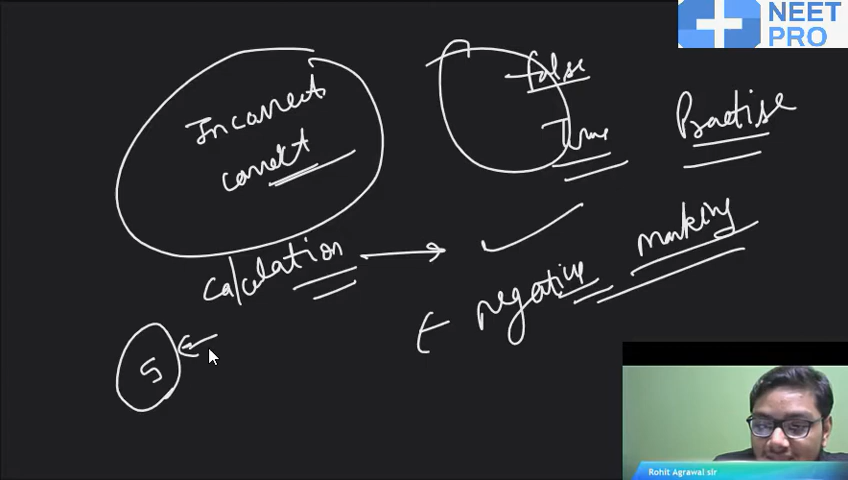 NEET
PRO
Incorrect
correct
false
True
Practise
calculation
negative marking
5
Rohit Agrawal sir